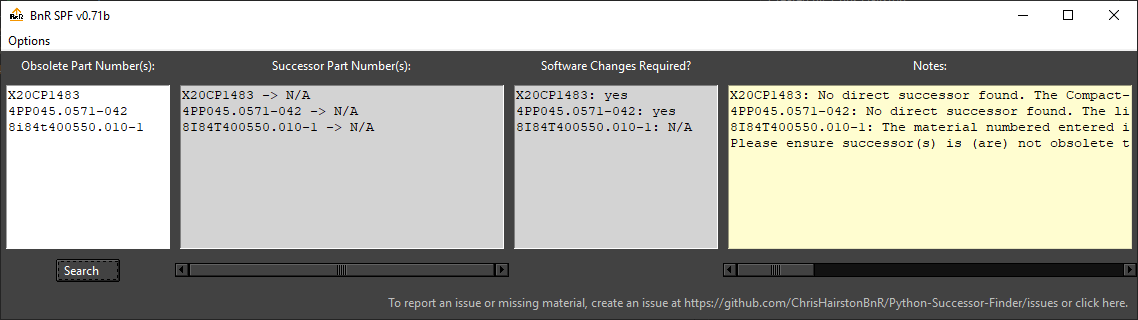 BnR SPF v0.71b
Options
Obsolete Part Number(s):
Successor Part Number(s):
Software Changes Required?
Notes:
X20CP1483
4PP045.0571-042
8i84t400550.010-1
X20CP1483 -> N/A
4PP045.0571-042 -> N/A
8I84T400550.010-1 -> N/A
X20CP1483: yes
4PP045.0571-042: yes
8I84T400550.010-1: N/A
X20CP1483: No direct successor found. The Compact-
4PP045.0571-042: No direct successor found. The li
8I84T400550.010-1: The material numbered entered i
Please ensure successor(s) is (are) not obsolete t
Search
To report an issue or missing material, create an issue at https://github.com/ChrisHairstonBnR/Python-Successor-Finder/issues or click here.